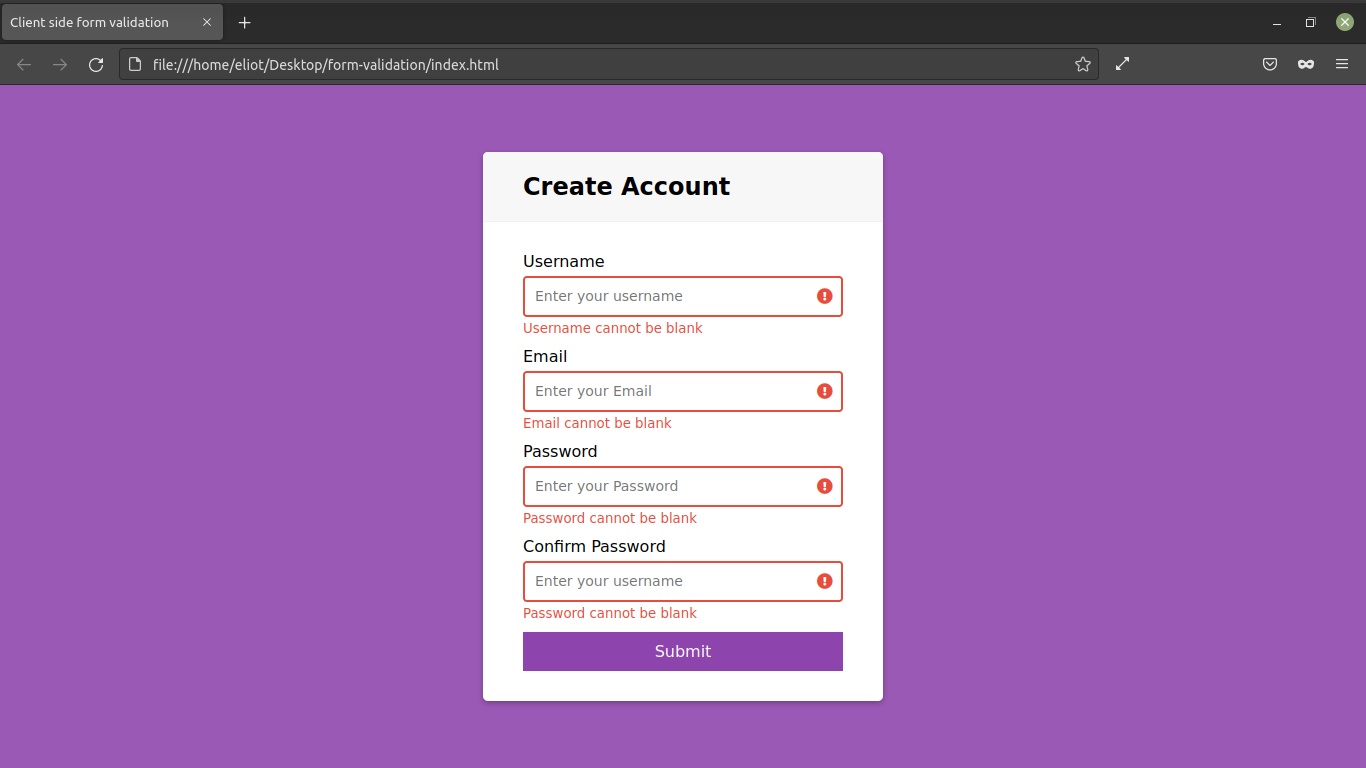 Client side form validation
file:///home/eliot/Desktop/form-validation/index.html
Create Account
Username
Enter your username
Username cannot be blank
Email
Enter your Email
Email cannot be blank
Password
Enter your Password
Password cannot be blank
Confirm Password
Enter your username
Password cannot be blank
Submit